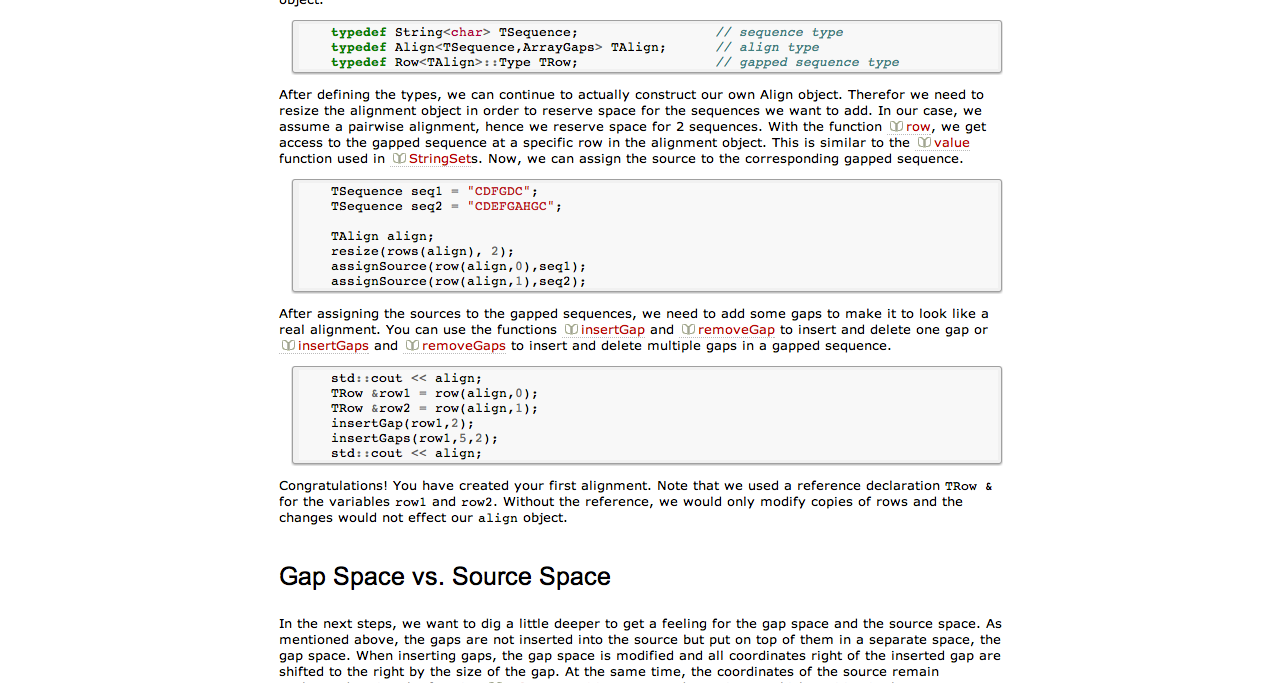 object.
typedef String<char> TSequence;                 // sequence type
typedef Align<TSequence,ArrayGaps> TAlign;      // align type
typedef Row<TAlign>::Type TRow;                 // gapped sequence type
After defining the types, we can continue to actually construct our own Align object. Therefor we need to
resize the alignment object in order to reserve space for the sequences we want to add. In our case, we
assume a pairwise alignment, hence we reserve space for 2 sequences. With the function row, we get
access to the gapped sequence at a specific row in the alignment object. This is similar to the value
function used in StringSets. Now, we can assign the source to the corresponding gapped sequence.
TSequence seq1 = "CDFGDC";
TSequence seq2 = "CDEFGAHGC";
TAlign align;
resize(rows(align), 2);
assignSource(row(align,0),seq1);
assignSource(row(align,1),seq2);
After assigning the sources to the gapped sequences, we need to add some gaps to make it to look like a
real alignment. You can use the functions insertGap and removeGap to insert and delete one gap or
insertGaps and removeGaps to insert and delete multiple gaps in a gapped sequence.
std::cout << align;
TRow &row1 = row(align,0);
TRow &row2 = row(align,1);
insertGap(row1,2);
insertGaps(row1,5,2);
std::cout << align;
Congratulations! You have created your first alignment. Note that we used a reference declaration TRow &
for the variables row1 and row2. Without the reference, we would only modify copies of rows and the
changes would not effect our align object.
Gap Space vs. Source Space
In the next steps, we want to dig a little deeper to get a feeling for the gap space and the source space. As
mentioned above, the gaps are not inserted into the source but put on top of them in a separate space, the
gap space. When inserting gaps, the gap space is modified and all coordinates right of the inserted gap are
shifted to the right by the size of the gap. At the same time, the coordinates of the source remain